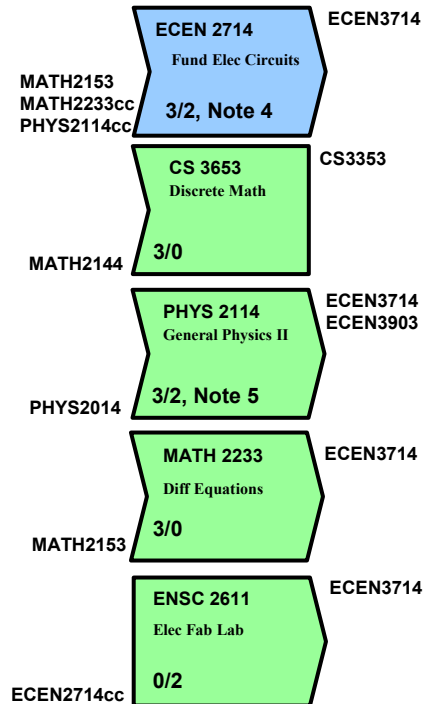 ECEN 2714
ECEN3714
Fund Elec Circuits
MATH2153
MATH2233cc
PHYS2114cc
3/2, Note 4
CS 3653
CS3353
Discrete Math
3/0
MATH2144
PHYS 2114
ECEN3714
ECEN3903
General Physics II
3/2, Note 5
PHYS2014
MATH 2233
ECEN3714
Diff Equations
3/0
MATH2153
ENSC 2611
ECEN3714
Elec Fab Lab
0/2
ECEN2714cc